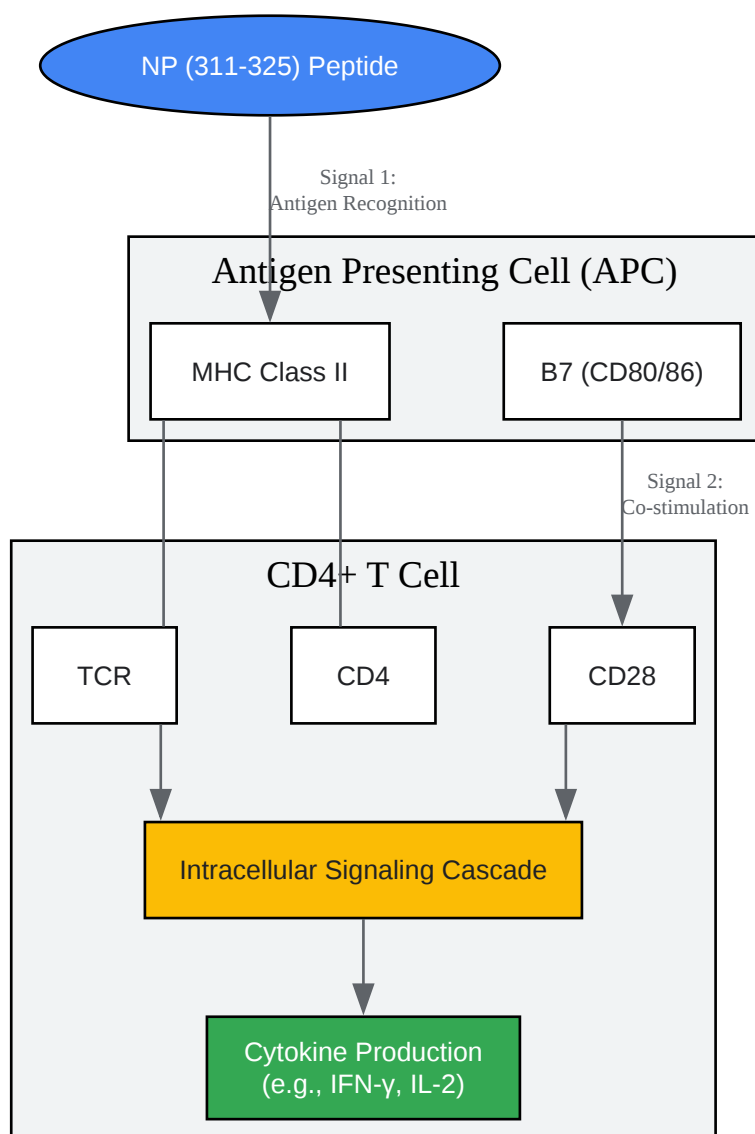 NP (311-325) Peptide
Signal 1:
Antigen Recognition
Antigen Presenting Cell (APC)
MHC Class II
B7 (CD80/86)
Signal 2:
Co-stimulation
CD4+ T Cell
TCR
CD4
CD28
Intracellular Signaling Cascade
Cytokine Production
(e.g., IFN-γ, IL-2)